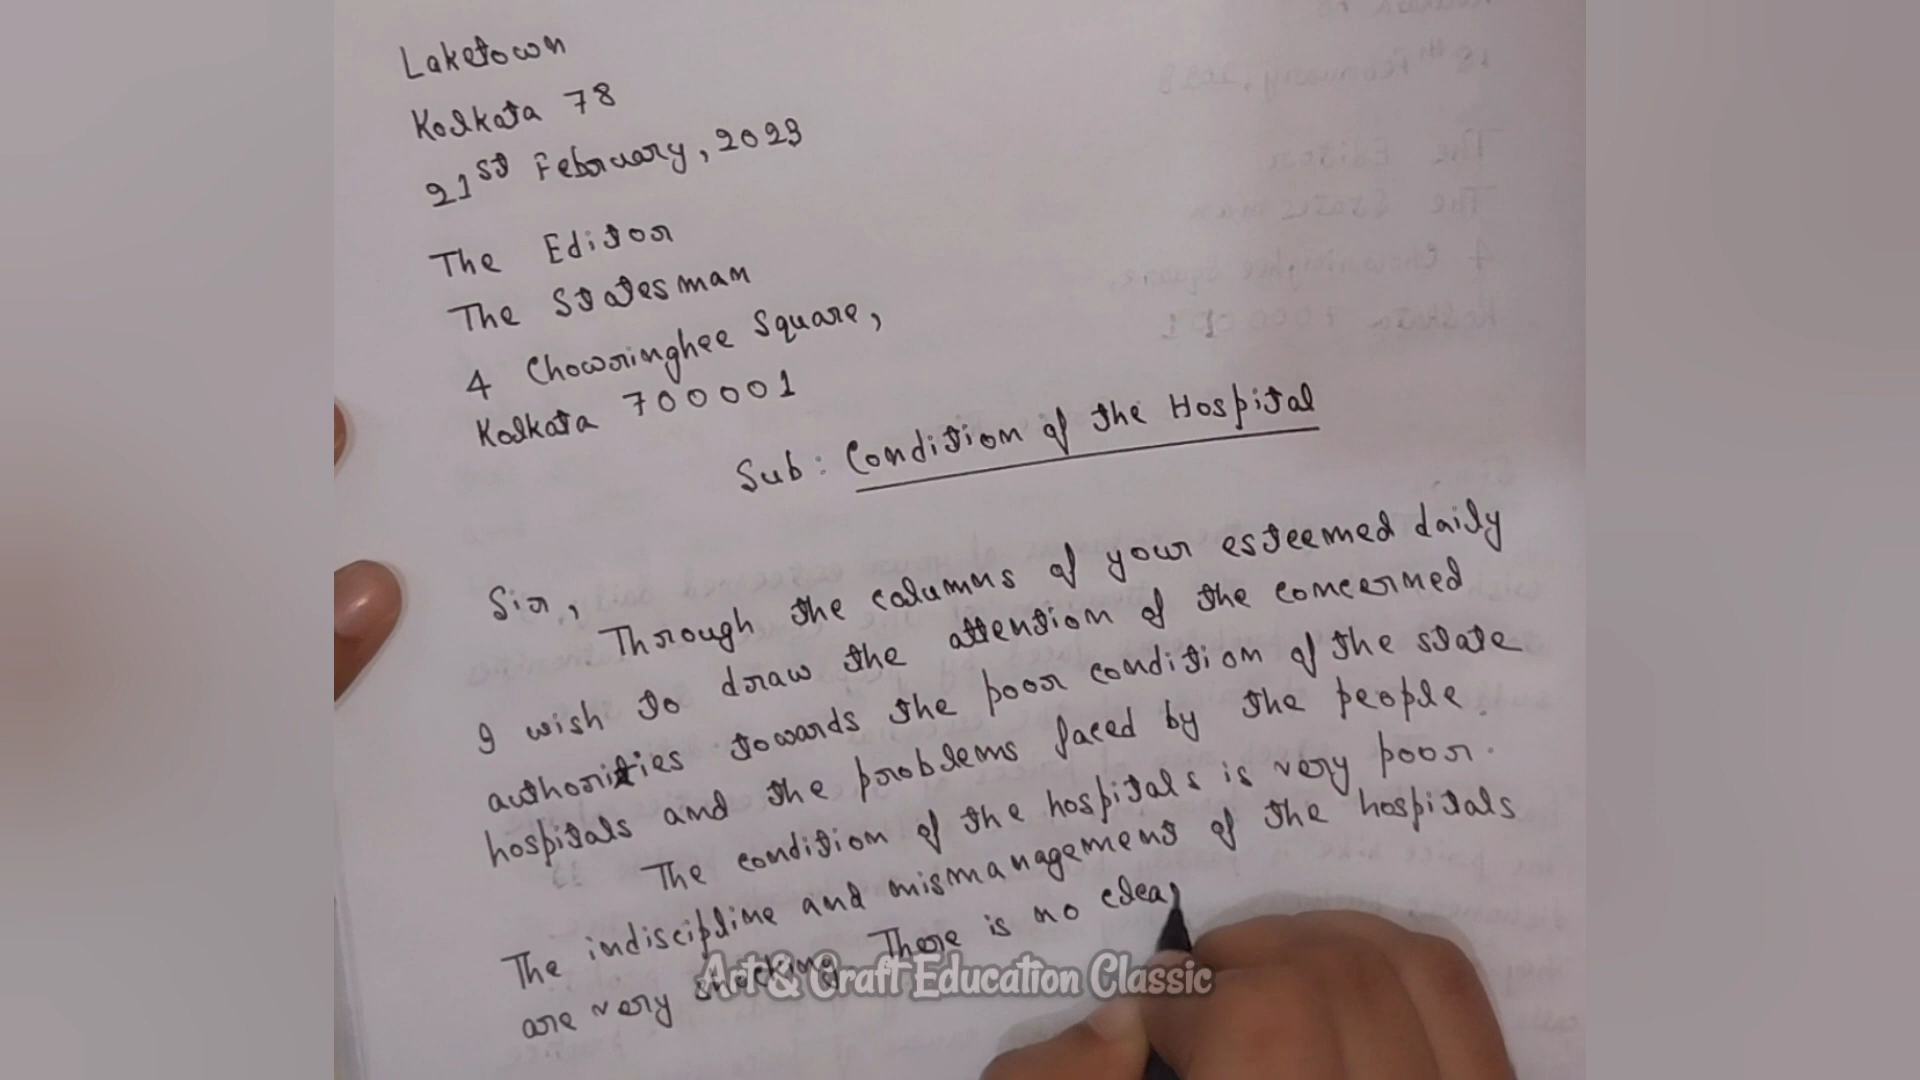 Laketown
Kolkata 78
21st February, 2023
The Editor
The Statesman
4 Chowringhee Square,
Kolkata 700001
Sub: Condition of the Hospital
Sir,
Through the columns of your esteemed daily
I wish to draw the attention of the concerned
authorities towards the poor condition of the state
hospitals and the problems faced by the people.
The condition of the hospitals is very poor.
The indiscipline and mismanagement of the hospitals
are very shocking There is no clea
Art & Craft Education Classic